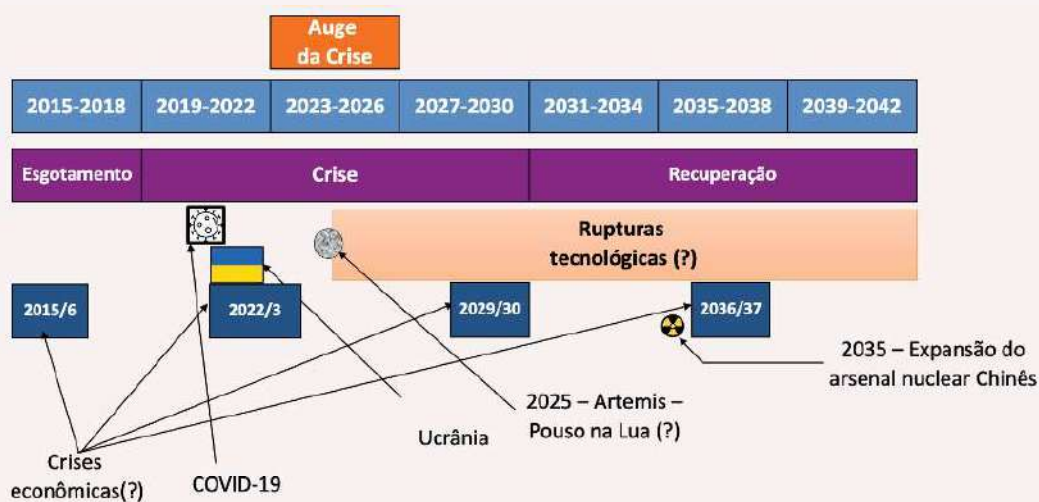 Auge
da Crise
2015-2018 2019-2022 2023-2026 2027-2030 2031-2034 2035-2038 2039-2042
Esgotamento Crise Recuperação
Rupturas
tecnológicas (?)
2015/6 2022/3 2029/30 2036/37
2035 – Expansão do
arsenal nuclear Chinês
2025 – Artemis –
Pouso na Lua (?)
Ucrânia
Crises
econômicas(?)
COVID-19